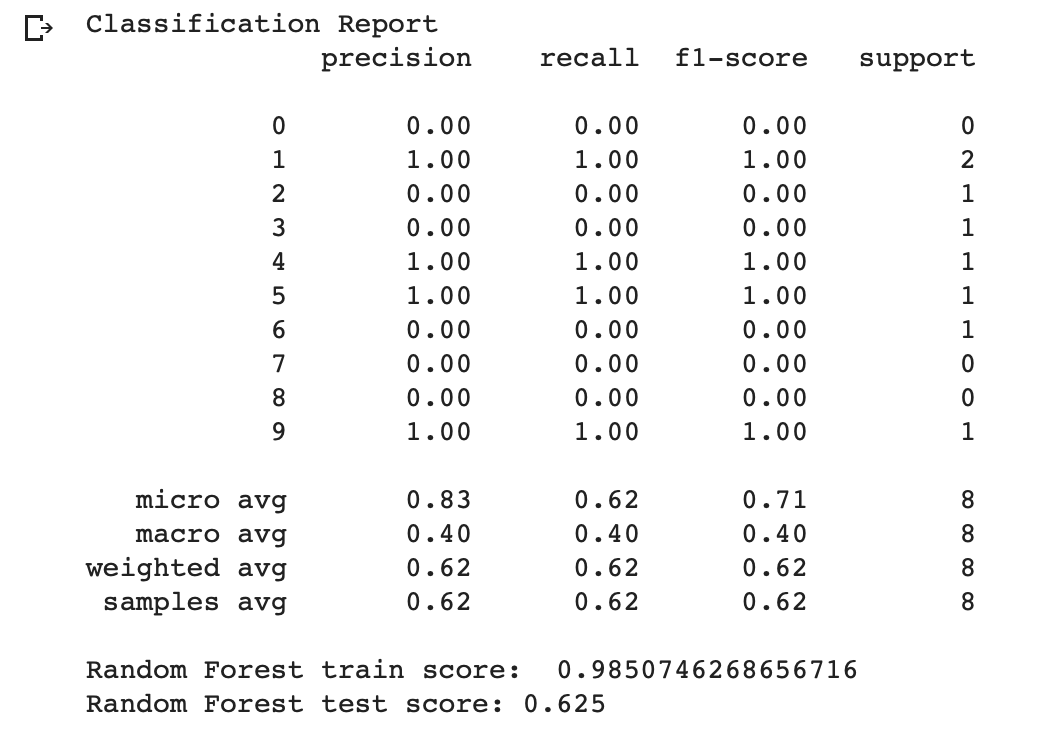 Classification Report
precision recall f1-score support
0 0.00 0.00 0.00 0
1 1.00 1.00 1.00 2
2 0.00 0.00 0.00 1
3 0.00 0.00 0.00 1
4 1.00 1.00 1.00 1
5 1.00 1.00 1.00 1
6 0.00 0.00 0.00 1
7 0.00 0.00 0.00 0
8 0.00 0.00 0.00 0
9 1.00 1.00 1.00 1
micro avg 0.83 0.62 0.71 8
macro avg 0.40 0.40 0.40 8
weighted avg 0.62 0.62 0.62 8
samples avg 0.62 0.62 0.62 8
Random Forest train score: 0.9850746268656716
Random Forest test score: 0.625